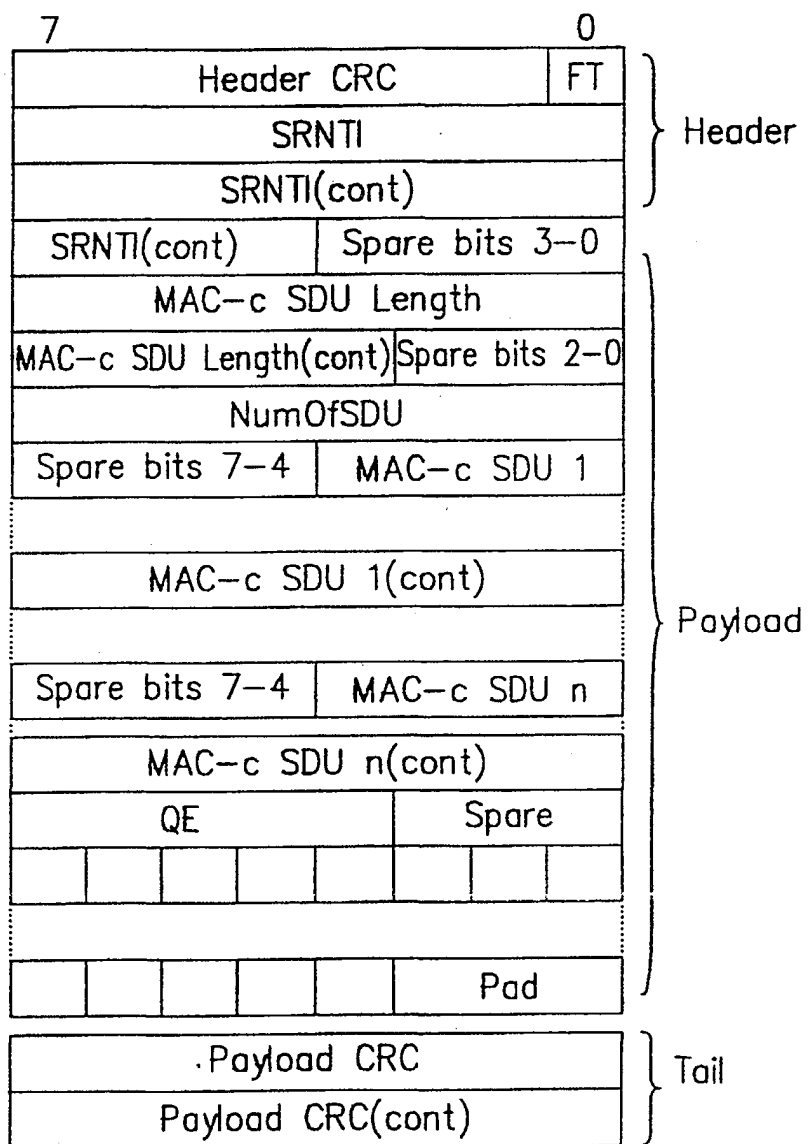 7 0
Header CRC FT
SRNTI
Header
SRNTI(cont)
SRNTI(cont) Spare bits 3-0
MAC-c SDU Length
MAC-c SDU Length(cont) Spare bits 2-0
NumOfSDU
Spare bits 7-4 MAC-c SDU 1
MAC-c SDU 1(cont)
Payload
Spare bits 7-4 MAC-c SDU n
MAC-c SDU n(cont)
QE Spare
Pad
Payload CRC
Tail
Payload CRC(cont)